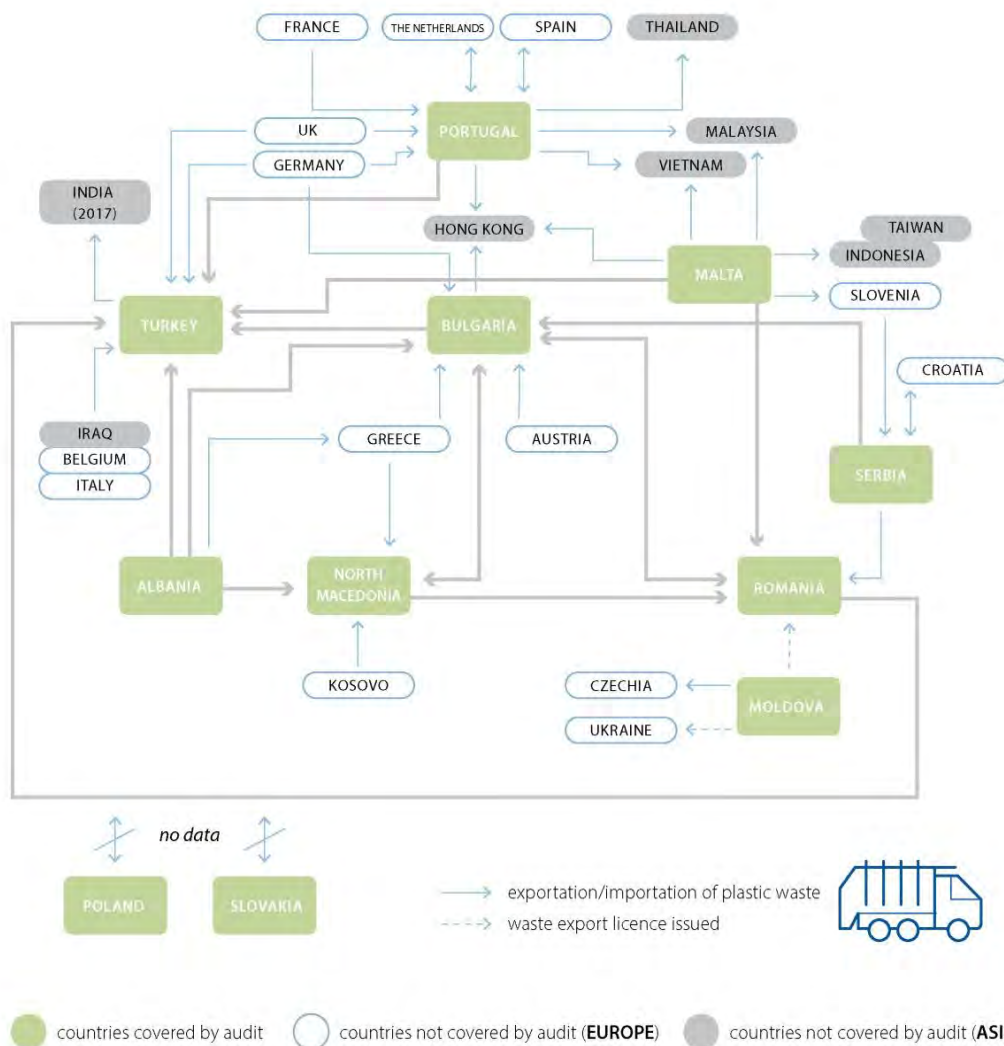 FRANCE
THE NETHERLANDS
SPAIN
THAILAND
PORTUGAL
UK
MALAYSIA
GERMANY
VIETNAM
INDIA
(2017)
HONG KONG
TAIWAN
INDONESIA
MALTA
SLOVENIA
TURKEY
BULGARIA
CROATIA
IRAQ
BELGIUM
ITALY
GREECE
AUSTRIA
SERBIA
ALBANIA
NORTH
MACEDONIA
ROMANIA
KOSOVO
CZECHIA
UKRAINE
MOLDOVA
no data
POLAND
SLOVAKIA
exportation/importation of plastic waste
waste export licence issued
countries covered by audit
countries not covered by audit (EUROPE)
countries not covered by audit (ASI